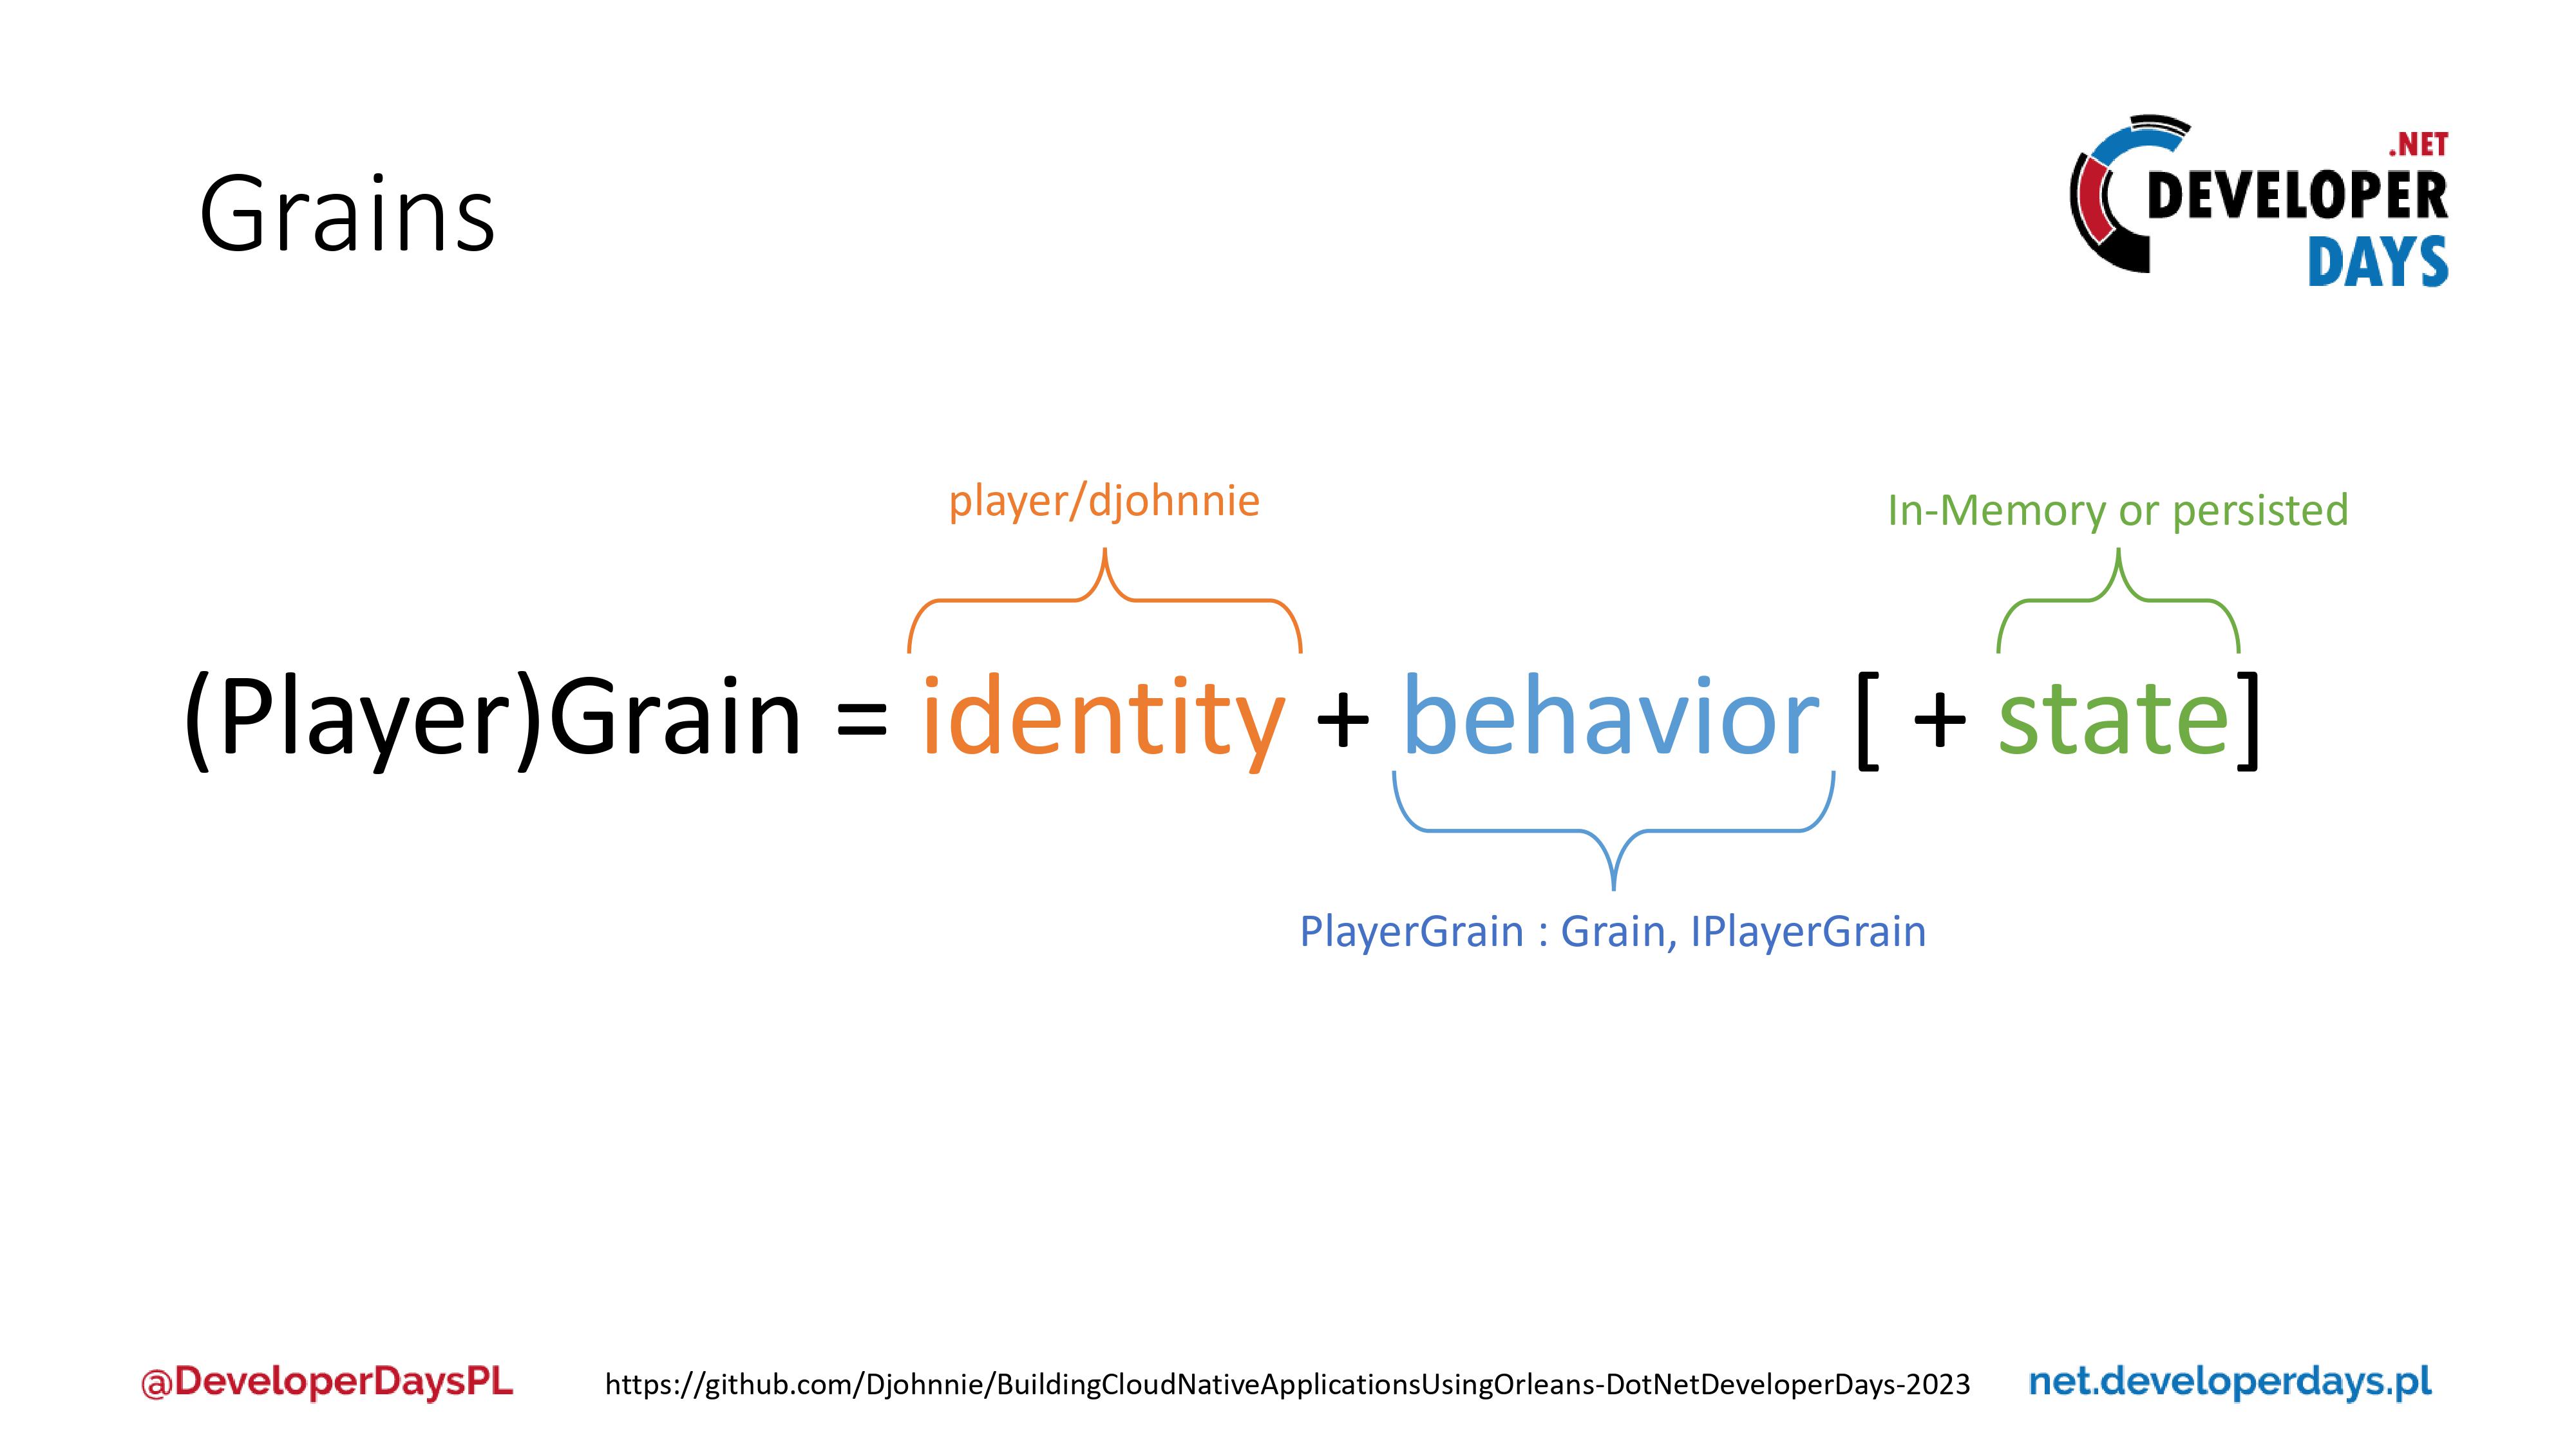 Grains
.NET
DEVELOPER
DAYS
player/djohnnie
In-Memory or persisted
(Player)Grain = identity + behavior [ + state]
PlayerGrain : Grain, IPlayerGrain
@DeveloperDaysPL
https://github.com/Djohnnie/BuildingCloudNativeApplicationsUsingOrleans-DotNetDeveloperDays-2023
net.developerdays.pl